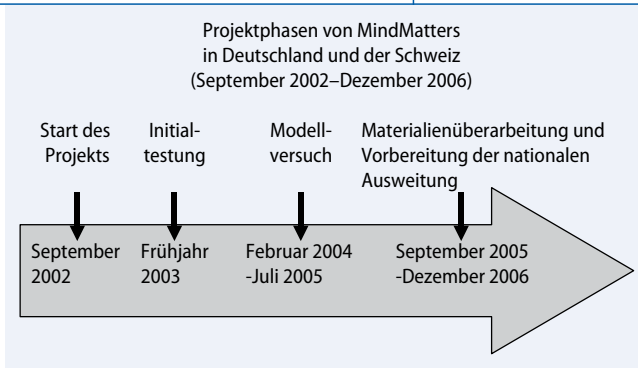 Projektphasen von MindMatters
in Deutschland und der Schweiz
(September 2002–Dezember 2006)
Start des
Projekts
Initial-
testung
Modell-
versuch
Materialienüberarbeitung und
Vorbereitung der nationalen
Ausweitung
September
2002
Frühjahr
2003
Februar 2004
-Juli 2005
September 2005
-Dezember 2006